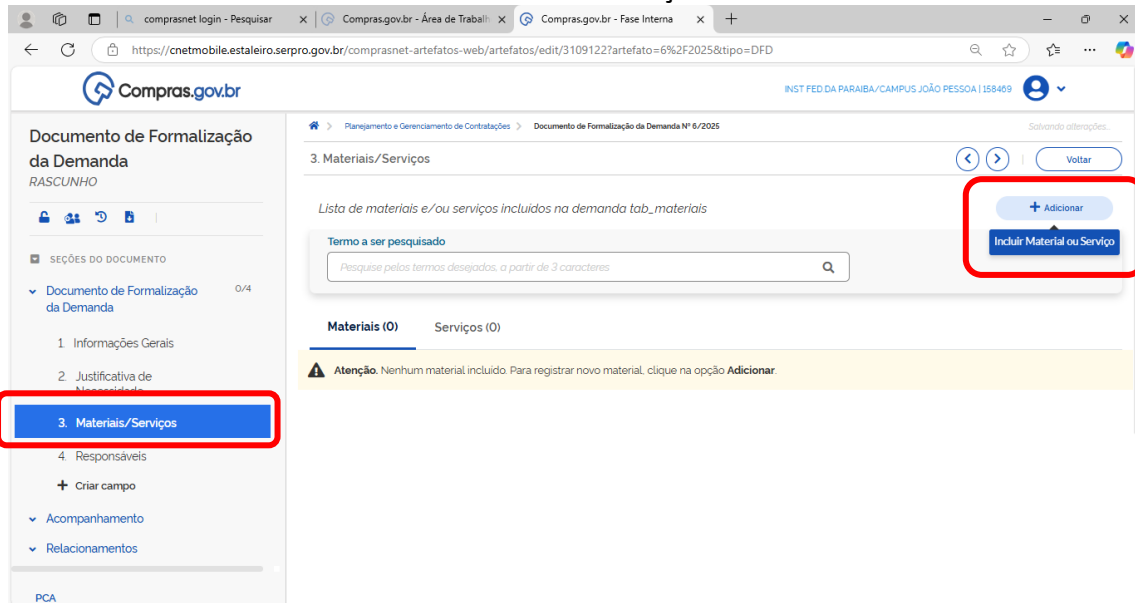 comprasnet login - Pesquisar
Compras.gov.br - Área de Trabalh
Compras.gov.br - Fase Interna
https://cnetmobile.estaleiro.serpro.gov.br/comprasnet-artefatos-web/artefatos/edit/3109122?artefato=6%2F2025&tipo=DFD
Compras.gov.br
INST FED.DA PARAIBA/CAMPUS JOÃO PESSOA | 158469
Documento de Formalização
da Demanda
RASCUNHO
SEÇÕES DO DOCUMENTO
Documento de Formalização 0/4
da Demanda
1. Informações Gerais
2. Justificativa de
Necessidade
3. Materiais/Serviços
4. Responsáveis
+ Criar campo
Acompanhamento
Relacionamentos
PCA
Planejamento e Gerenciamento de Contratações > Documento de Formalização da Demanda Nº 6/2025
Salvando alterações...
3. Materiais/Serviços
Voltar
Lista de materiais e/ou serviços incluidos na demanda tab_materiais
+ Adicionar
Incluir Material ou Serviço
Termo a ser pesquisado
Pesquise pelos termos desejados, a partir de 3 caracteres
Materiais (0) Serviços (0)
Atenção. Nenhum material incluido. Para registrar novo material, clique na opção Adicionar.